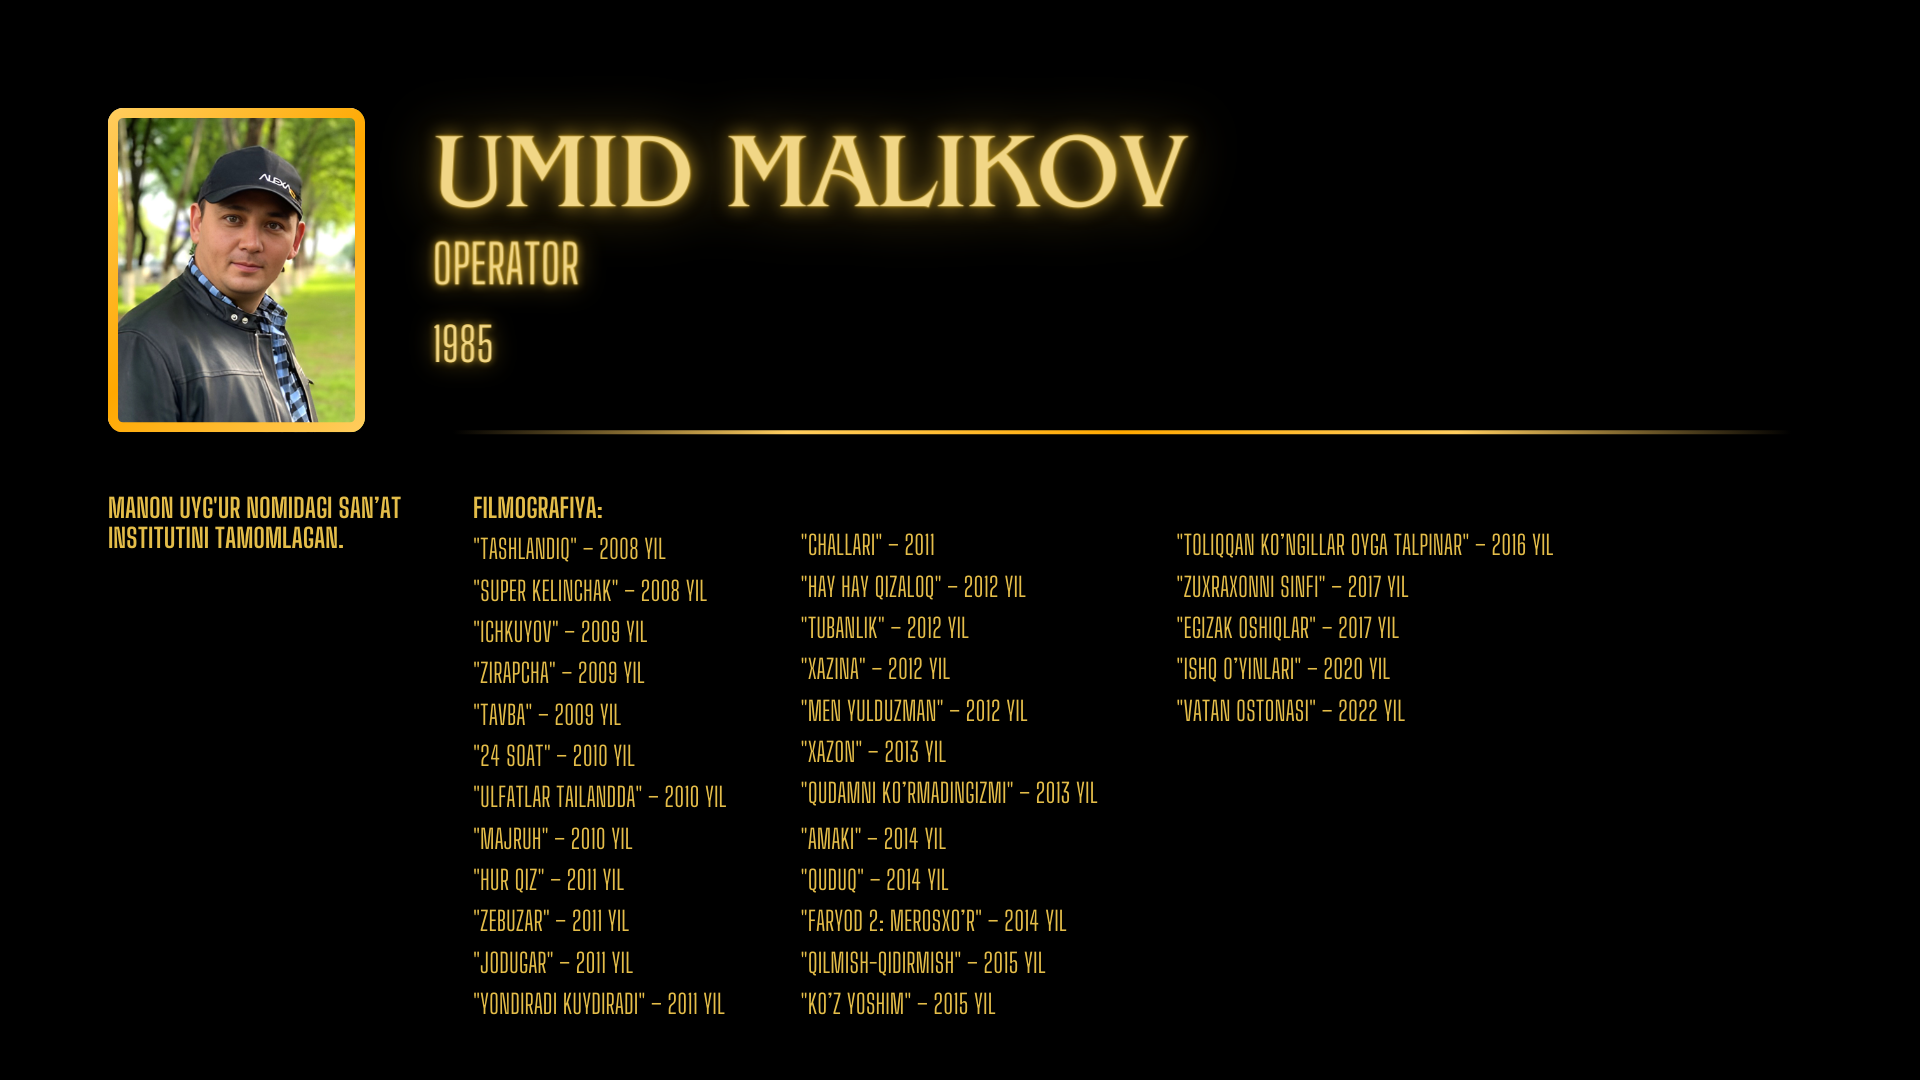 ALEXA
UMID MALIKOV
OPERATOR
1985
MANON UYG'UR NOMIDAGI SAN’AT
INSTITUTINI TAMOMLAGAN.
FILMOGRAFIYA:
"TASHLANDIQ" – 2008 YIL
"SUPER KELINCHAK" – 2008 YIL
"ICHKUYOV" – 2009 YIL
"ZIRAPCHA" – 2009 YIL
"TAVBA" – 2009 YIL
"24 SOAT" – 2010 YIL
"ULFATLAR TAILANDDA" – 2010 YIL
"MAJRUH" – 2010 YIL
"HUR QIZ" – 2011 YIL
"ZEBUZAR" – 2011 YIL
"JODUGAR" – 2011 YIL
"YONDIRADI KUYDIRADI" – 2011 YIL
"CHALLARI" – 2011
"HAY HAY QIZALOQ" – 2012 YIL
"TUBANLIK" – 2012 YIL
"XAZINA" – 2012 YIL
"MEN YULDUZMAN" – 2012 YIL
"XAZON" – 2013 YIL
"QUDAMNI KO’RMADINGIZMI" – 2013 YIL
"AMAKI" – 2014 YIL
"QUDUQ" – 2014 YIL
"FARYOD 2: MEROSXO’R" – 2014 YIL
"QILMISH-QIDIRMISH" – 2015 YIL
"KO’Z YOSHIM" – 2015 YIL
"TOLIQQAN KO’NGILLAR OYGA TALPINAR" – 2016 YIL
"ZUXRAXONNI SINFI" – 2017 YIL
"EGIZAK OSHIQLAR" – 2017 YIL
"ISHQ O’YINLARI" – 2020 YIL
"VATAN OSTONASI" – 2022 YIL